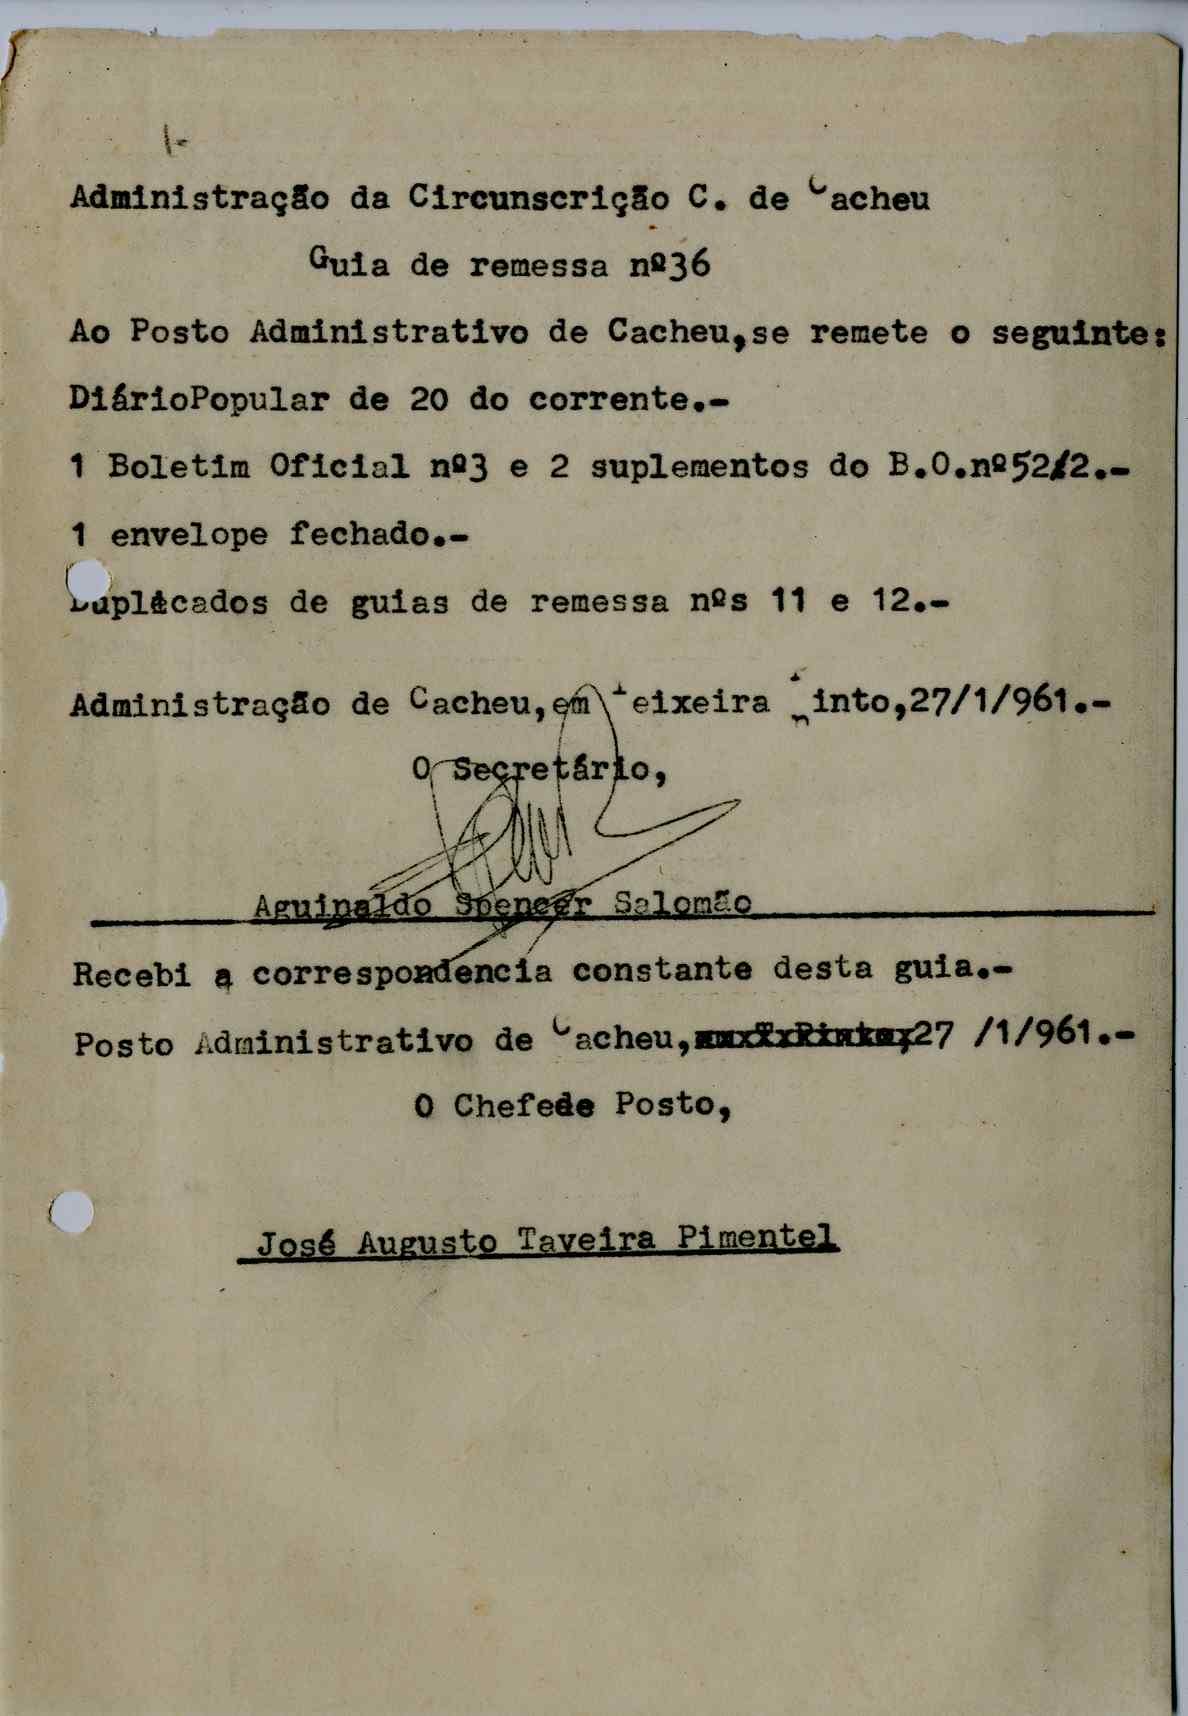 1-
Administração da Circunscrição C. de Cacheu
Guia de remessa nº36
Ao Posto Administrativo de Cacheu,se remete o seguinte:
DiárioPopular de 20 do corrente.-
1 Boletim Oficial nº3 e 2 suplementos do B.O.nº52/2.-
1 envelope fechado.-
Duplicados de guias de remessa nºs 11 e 12.-
Administração de Cacheu,em Teixeira Pinto,27/1/961.-
O Secretário,
Aguinaldo Spencer Salomão
Recebi a correspondencia constante desta guia.-
Posto Administrativo de Cacheu,27 /1/961.-
O Chefede Posto,
José Augusto Taveira Pimentel